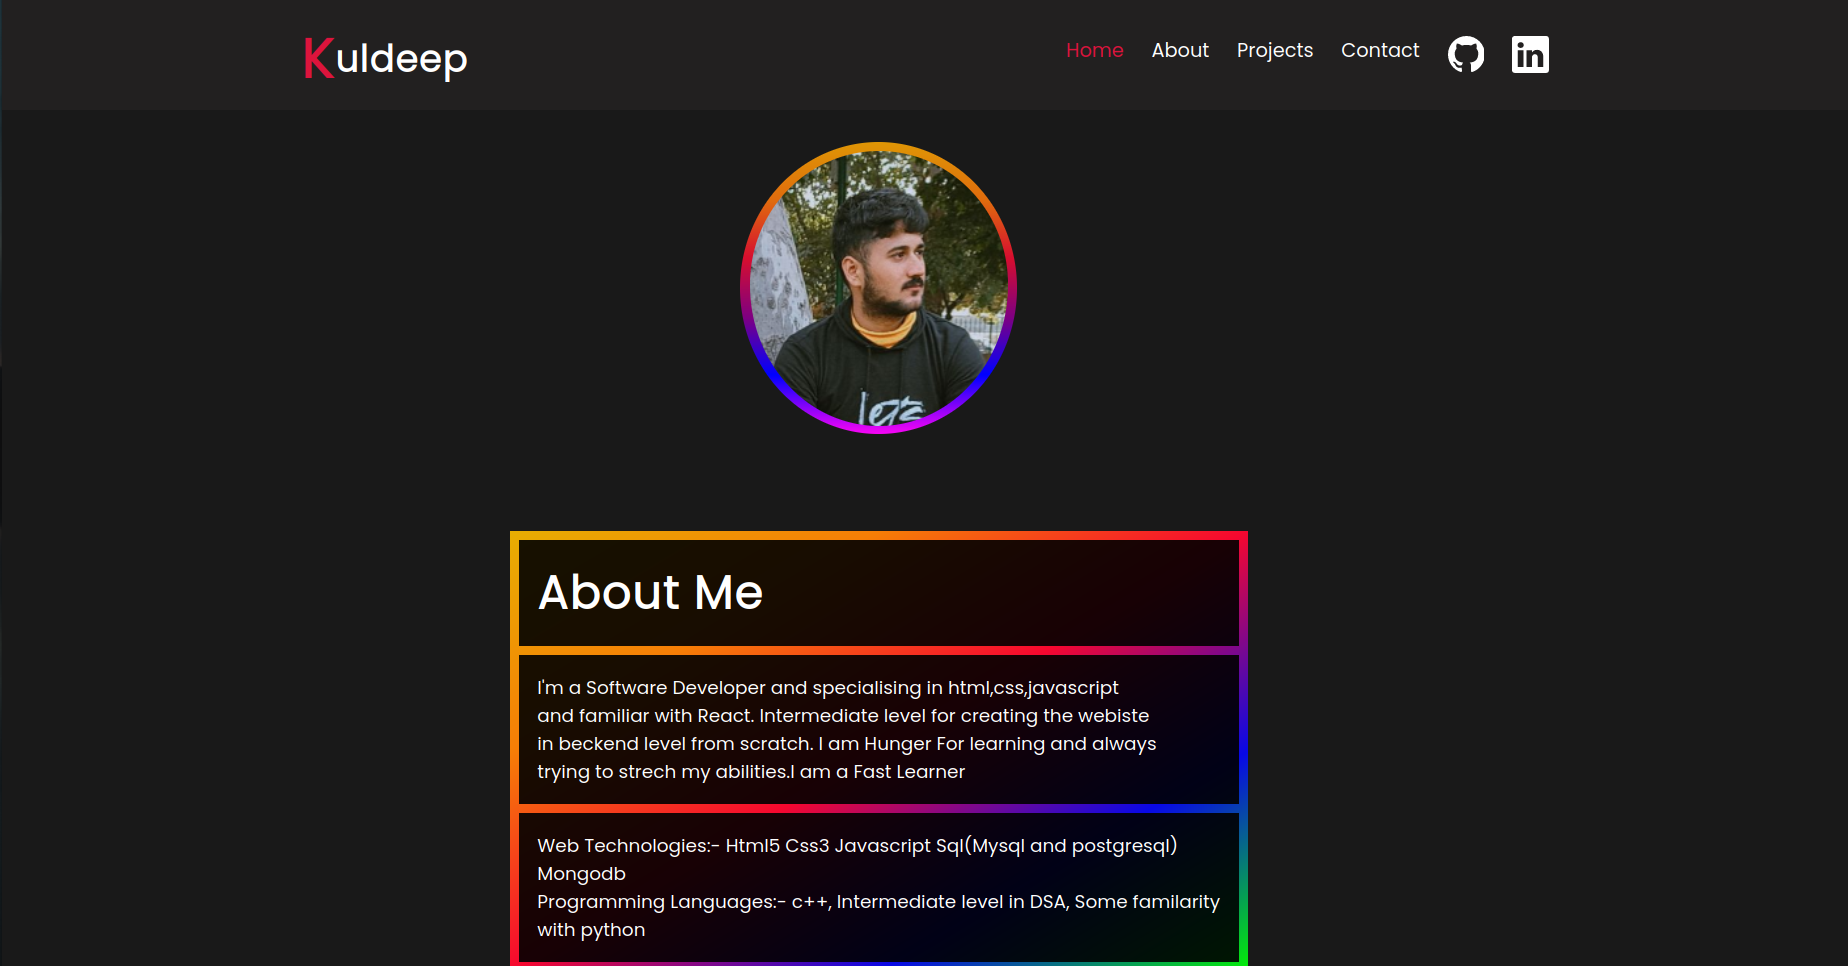 Kuldeep
Home About Projects Contact
in
lets
About Me
I'm a Software Developer and specialising in html,css,javascript
and familiar with React. Intermediate level for creating the webiste
in beckend level from scratch. I am Hunger For learning and always
trying to strech my abilities.I am a Fast Learner
Web Technologies:- Html5 Css3 Javascript Sql(Mysql and postgresql)
Mongodb
Programming Languages:- c++, Intermediate level in DSA, Some familarity
with python